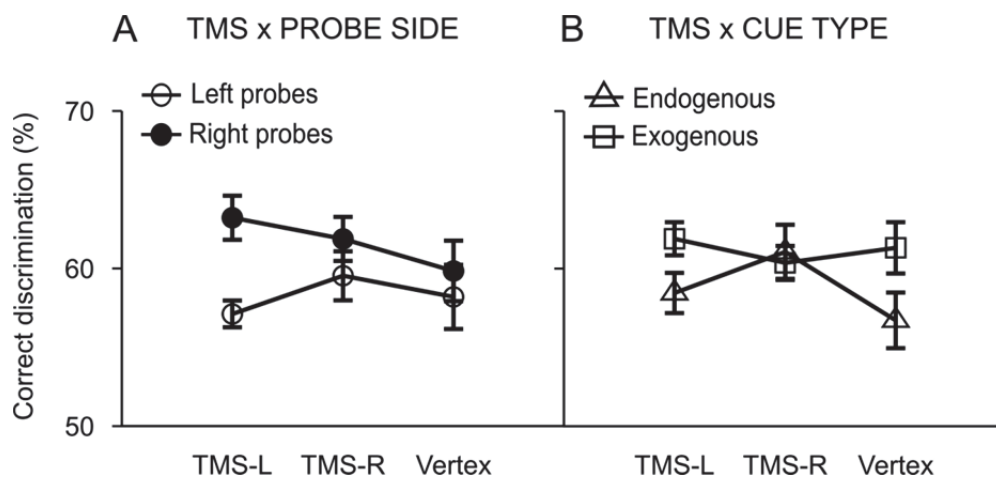 A TMS x PROBE SIDE
B TMS x CUE TYPE
Left probes
Right probes
Endogenous
Exogenous
Correct discrimination (%)
70
60
50
TMS-L TMS-R Vertex
TMS-L TMS-R Vertex